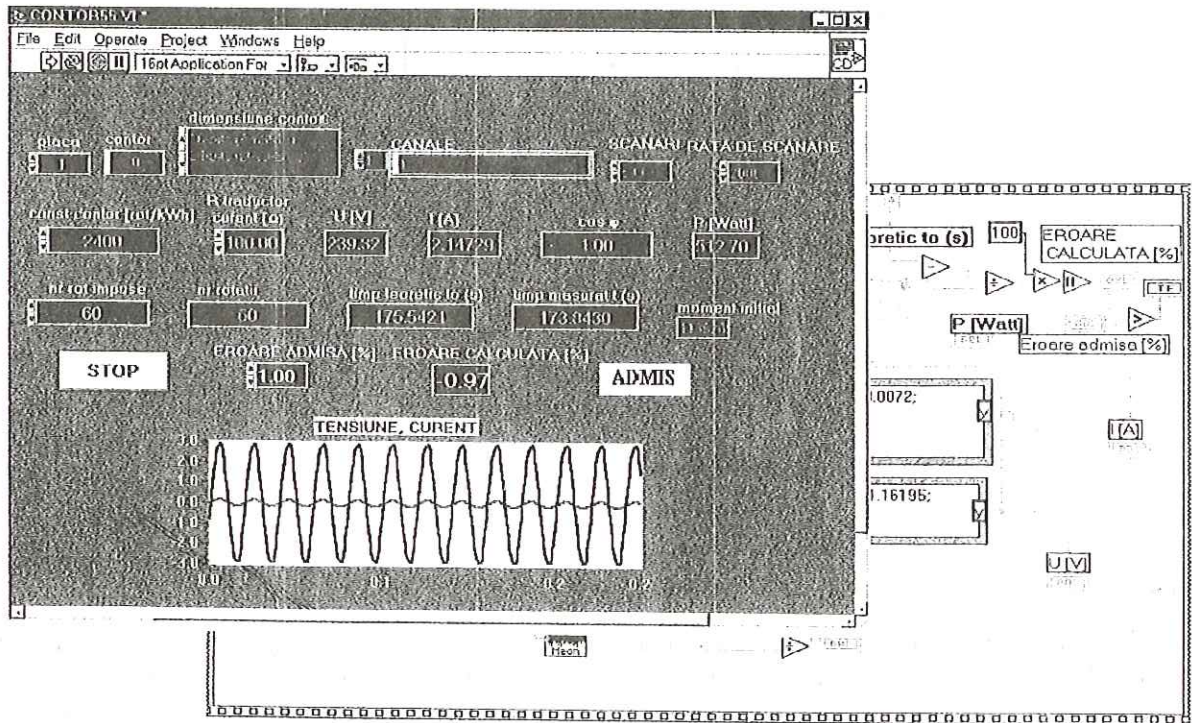 CONTOR55.VI *
File Edit Operate Project Windows Help
16pt Application For
CD
dimensiune contor
placa contor CANALE SCANARI RATA DE SCANARE
1 0
const contor [rot/kWh] R traductor curent (Ω) U [V] I (A) cos φ P [Watt]
2400 100.00 239.32 2.14729 1.00 512.70
nr rot impuse nr rotatii timp teoretic to (s) timp masurat t (s) moment initial
60 60 175.5421 173.9430
STOP EROARE ADMISA [%] EROARE CALCULATA [%] ADMIS
1.00 -0.97
TENSIUNE, CURENT
3.0
2.0
1.0
0.0
1.0
2.0
3.0
0.0 0.1 0.2 0.2
oretic to (s) 100 EROARE
CALCULATA [%]
P [Watt]
Eroare admisa [%]
.0072;
y
I [A]
.16195;
y
U [V]
Mean